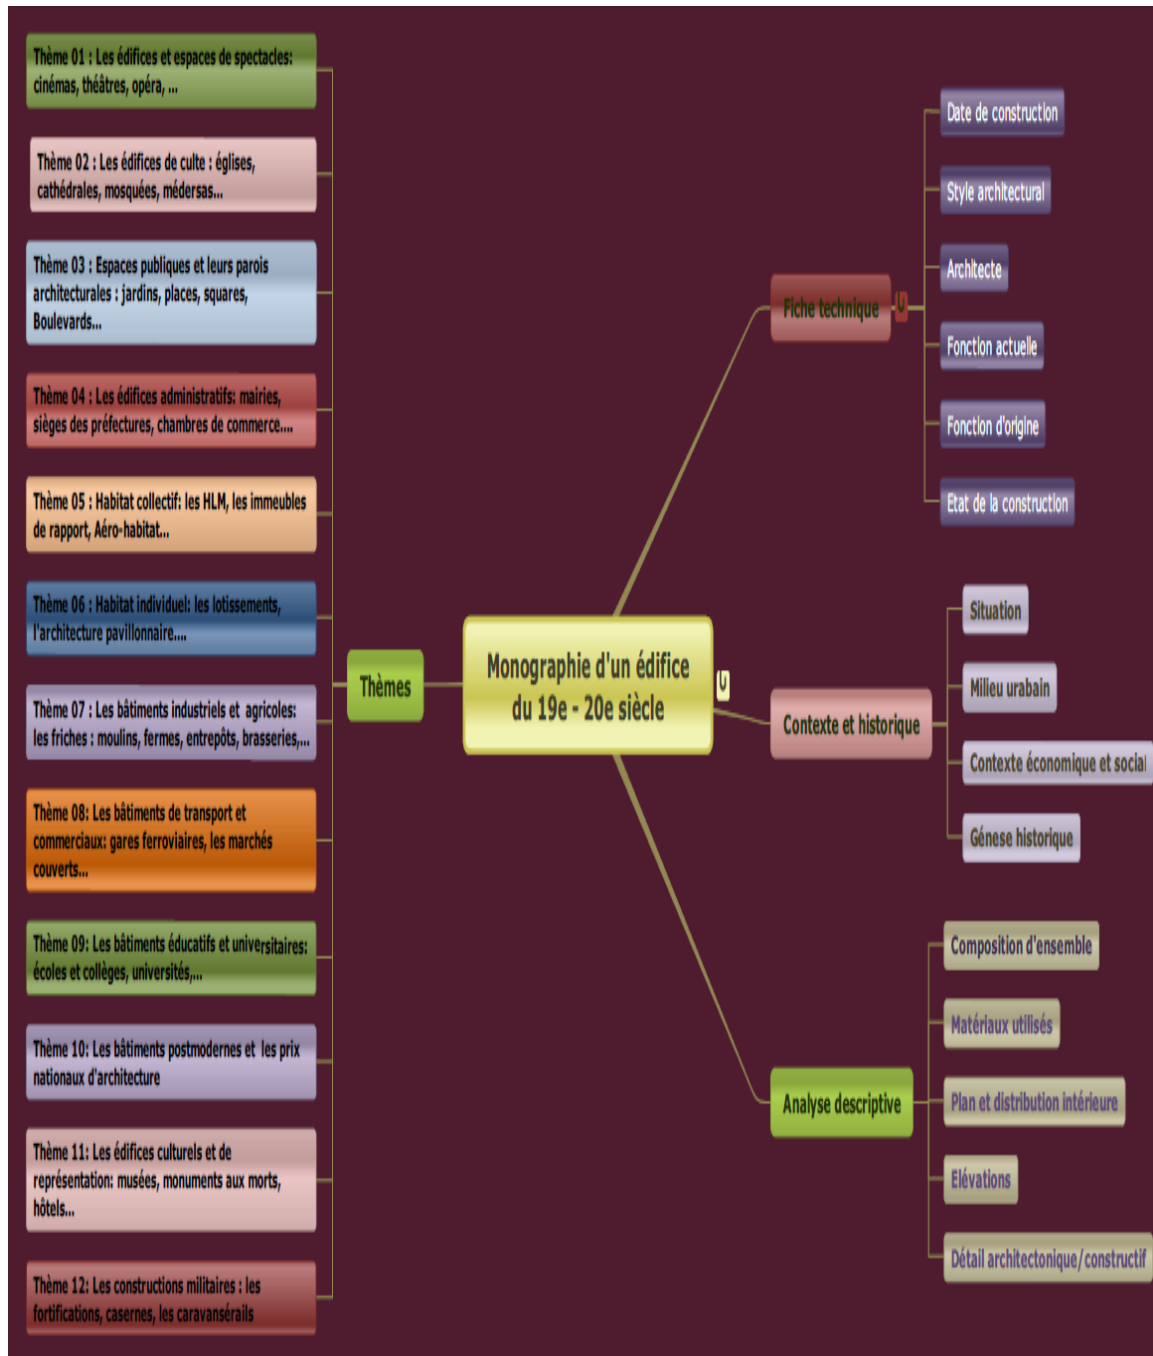 Thème 01 : Les édifices et espaces de spectacles:
cinémas, théâtres, opéra, ...
Thème 02 : Les édifices de culte : églises,
cathédrales, mosquées, médersas...
Thème 03 : Espaces publiques et leurs parois
architecturales : jardins, places, squares,
Boulevards...
Thème 04 : Les édifices administratifs: mairies,
sièges des préfectures, chambres de commerce....
Thème 05 : Habitat collectif: les HLM, les immeubles
de rapport, Aéro-habitat...
Thème 06 : Habitat individuel: les lotissements,
l'architecture pavillonnaire....
Thème 07 : Les bâtiments industriels et agricoles:
les friches : moulins, fermes, entrepôts, brasseries,...
Thème 08: Les bâtiments de transport et
commerciaux: gares ferroviaires, les marchés
couverts...
Thème 09: Les bâtiments éducatifs et universitaires:
écoles et collèges, universités,...
Thème 10: Les bâtiments postmodernes et les prix
nationaux d'architecture
Thème 11: Les édifices culturels et de
représentation: musées, monuments aux morts,
hôtels...
Thème 12: Les constructions militaires : les
fortifications, casernes, les caravansérails
Thèmes
Monographie d'un édifice
du 19e - 20e siècle
Fiche technique
Date de construction
Style architectural
Architecte
Fonction actuelle
Fonction d'origine
Etat de la construction
Contexte et historique
Situation
Milieu urabain
Contexte économique et social
Génese historique
Analyse descriptive
Composition d'ensemble
Matériaux utilisés
Plan et distribution intérieure
Elévations
Détail architectonique/constructif